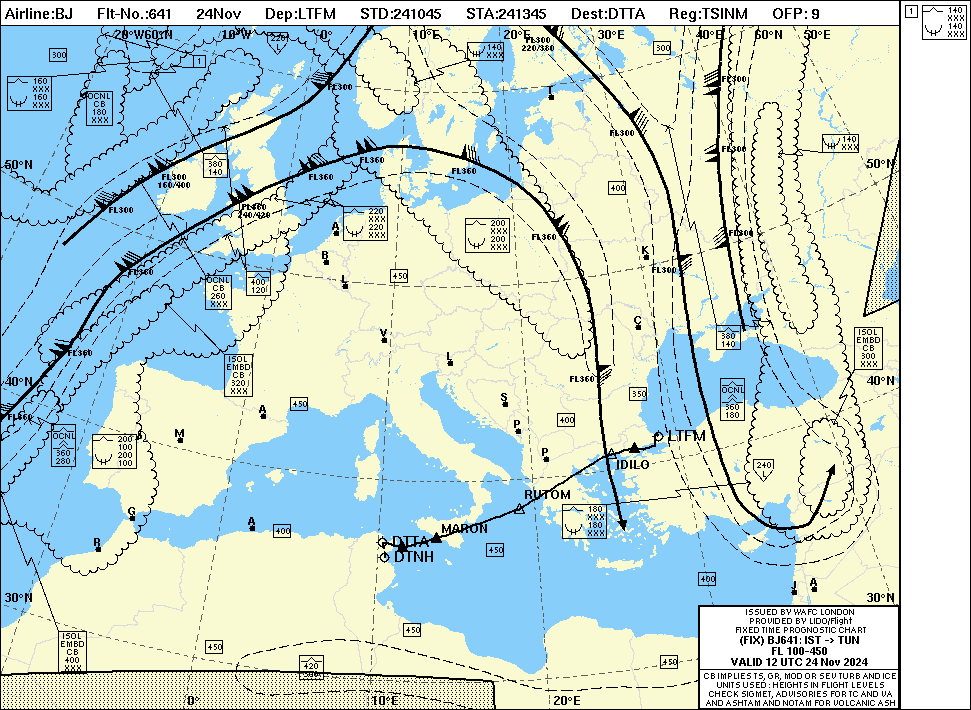 Airline:BJ Flt-No:641 24Nov Dep:LTFM STD:241045 STA:241345 Dest:DTTA Reg:TSINM OFP: 9
1
140
XXX
140
XXX
20°W60°N 10°W 0° 10°E 20°E 30°E 40°E 60°N 50°E
300
1
220
140
XXX
FL300
220/380
300
160
XXX
160
XXX
OCNL
CB
180
XXX
FL300
T
FL300
FL300
140
XXX
50°N
380
140
FL360
FL360
FL360
FL300
50°N
FL300
160/400
400
FL300
FL360
240/420
220
XXX
220
XXX
200
XXX
200
XXX
A
FL360
FL300
B
K
FL360
OCNL
CB
260
XXX
400
120
L
450
FL300
C
V
380
140
ISOL
EMBD
CB
300
XXX
FL360
L
ISOL
EMBD
CB
320
XXX
40°N
FL360
40°N
350
OCNL
360
180
FL360
450
A
S
400
P
OCNL
360
280
200
100
200
100
M
LTFM
P
IDILO
240
RUTOM
G
A
400
MARON
180
XXX
180
XXX
R
DTTA
450
DTNH
400
J
A
30°N
30°N
ISOL
EMBD
CB
400
XXX
450
450
420
450
0° 10°E 20°E
ISSUED BY WAFC LONDON
PROVIDED BY LIDO/Flight
FIXED TIME PROGNOSTIC CHART
(FIX) BJ641: IST -> TUN
FL 100-450
VALID 12 UTC 24 Nov 2024
CB IMPLIES TS, GR, MOD OR SEV TURB AND ICE
UNITS USED: HEIGHTS IN FLIGHT LEVELS
CHECK SIGMET, ADVISORIES FOR TC AND VA
AND ASHTAM AND NOTAM FOR VOLCANIC ASH